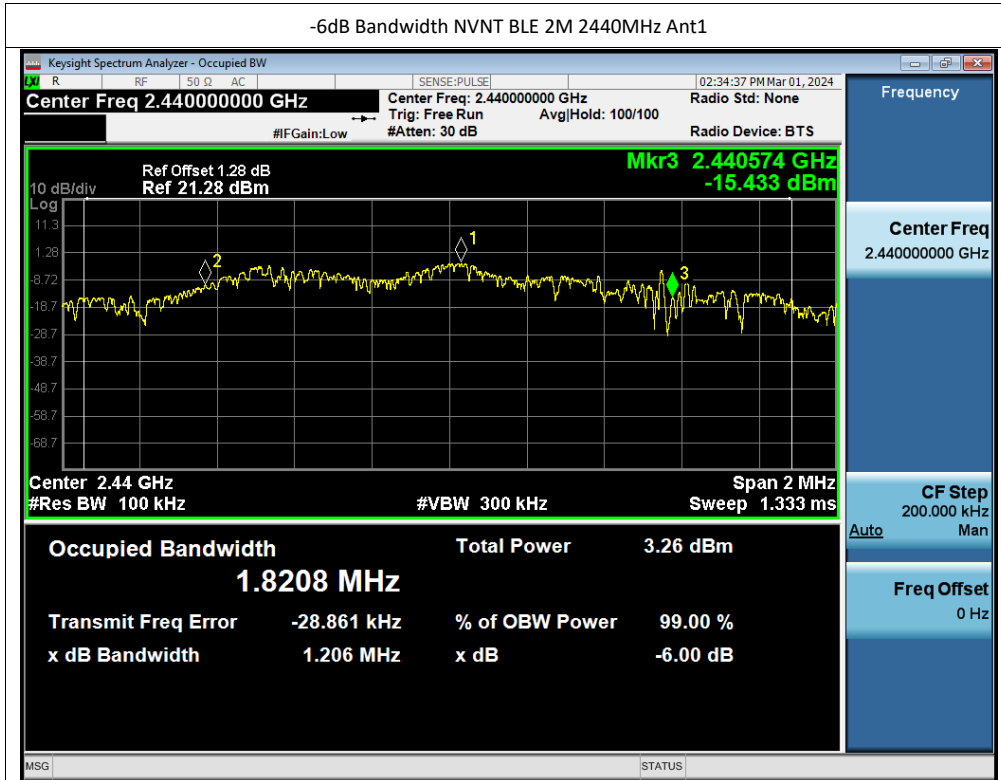 -6dB Bandwidth NVNT BLE 2M 2440MHz Ant1
Keysight Spectrum Analyzer - Occupied BW
LXI R RF 50 Ω AC SENSE:PULSE 02:34:37 PM Mar 01, 2024
Center Freq 2.440000000 GHz Center Freq: 2.440000000 GHz Radio Std: None
Trig: Free Run Avg|Hold: 100/100
#IFGain:Low #Atten: 30 dB Radio Device: BTS
Ref Offset 1.28 dB Mkr3 2.440574 GHz
10 dB/div Ref 21.28 dBm -15.433 dBm
Log
11.3
1.28
-8.72
-18.7
-28.7
-38.7
-48.7
-58.7
-68.7
1
2
3
Center 2.44 GHz Span 2 MHz
#Res BW 100 kHz #VBW 300 kHz Sweep 1.333 ms
Occupied Bandwidth Total Power 3.26 dBm
1.8208 MHz
Transmit Freq Error -28.861 kHz % of OBW Power 99.00 %
x dB Bandwidth 1.206 MHz x dB -6.00 dB
MSG STATUS
Frequency
Center Freq
2.440000000 GHz
CF Step
200.000 kHz
Auto Man
Freq Offset
0 Hz